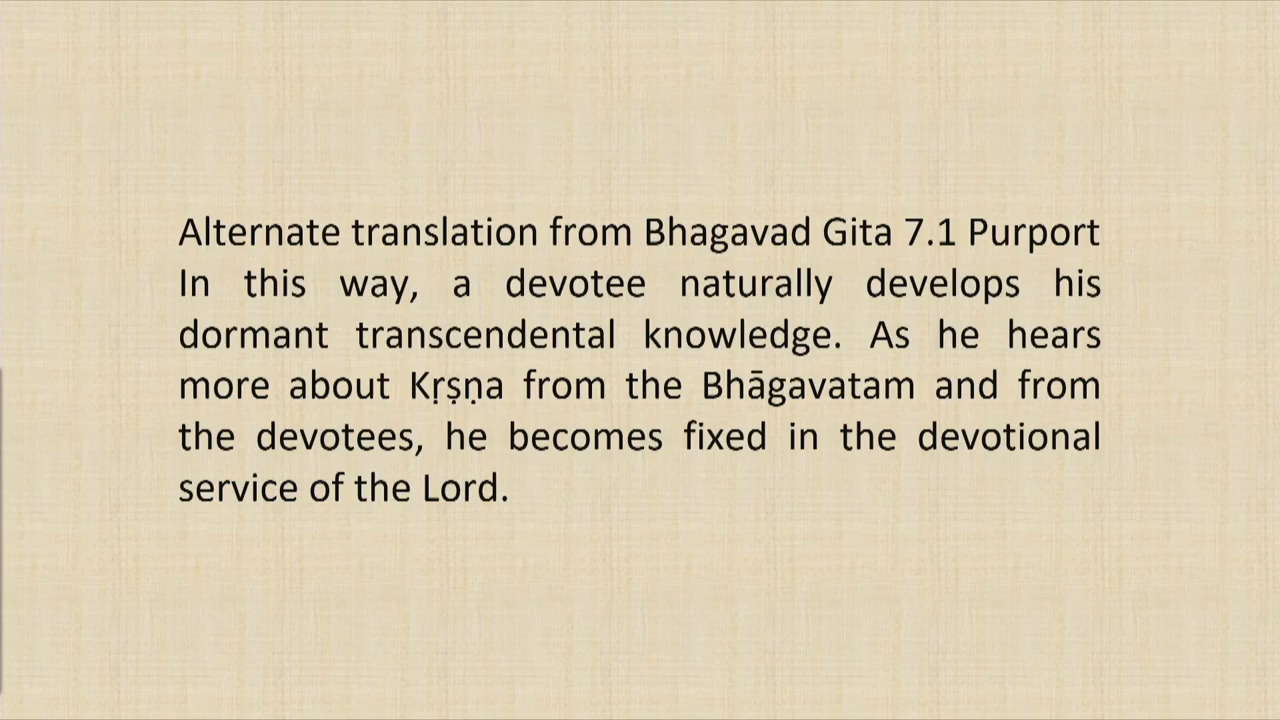 Alternate translation from Bhagavad Gita 7.1 Purport
In this way, a devotee naturally develops his
dormant transcendental knowledge. As he hears
more about Kṛṣṇa from the Bhāgavatam and from
the devotees, he becomes fixed in the devotional
service of the Lord.